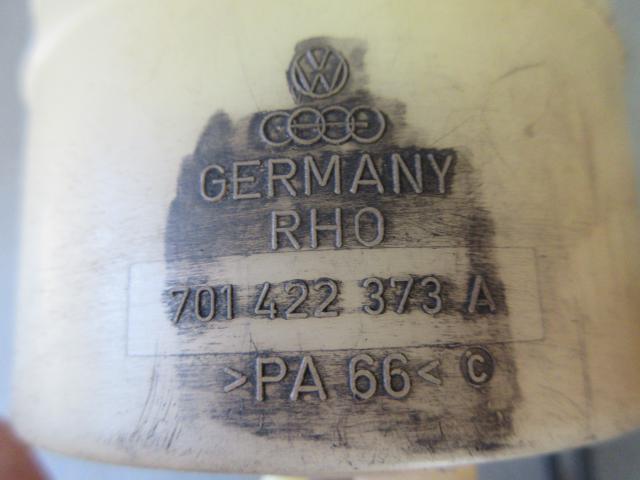 GERMANY
RHO
701 422 373 A
>PA 66< ©